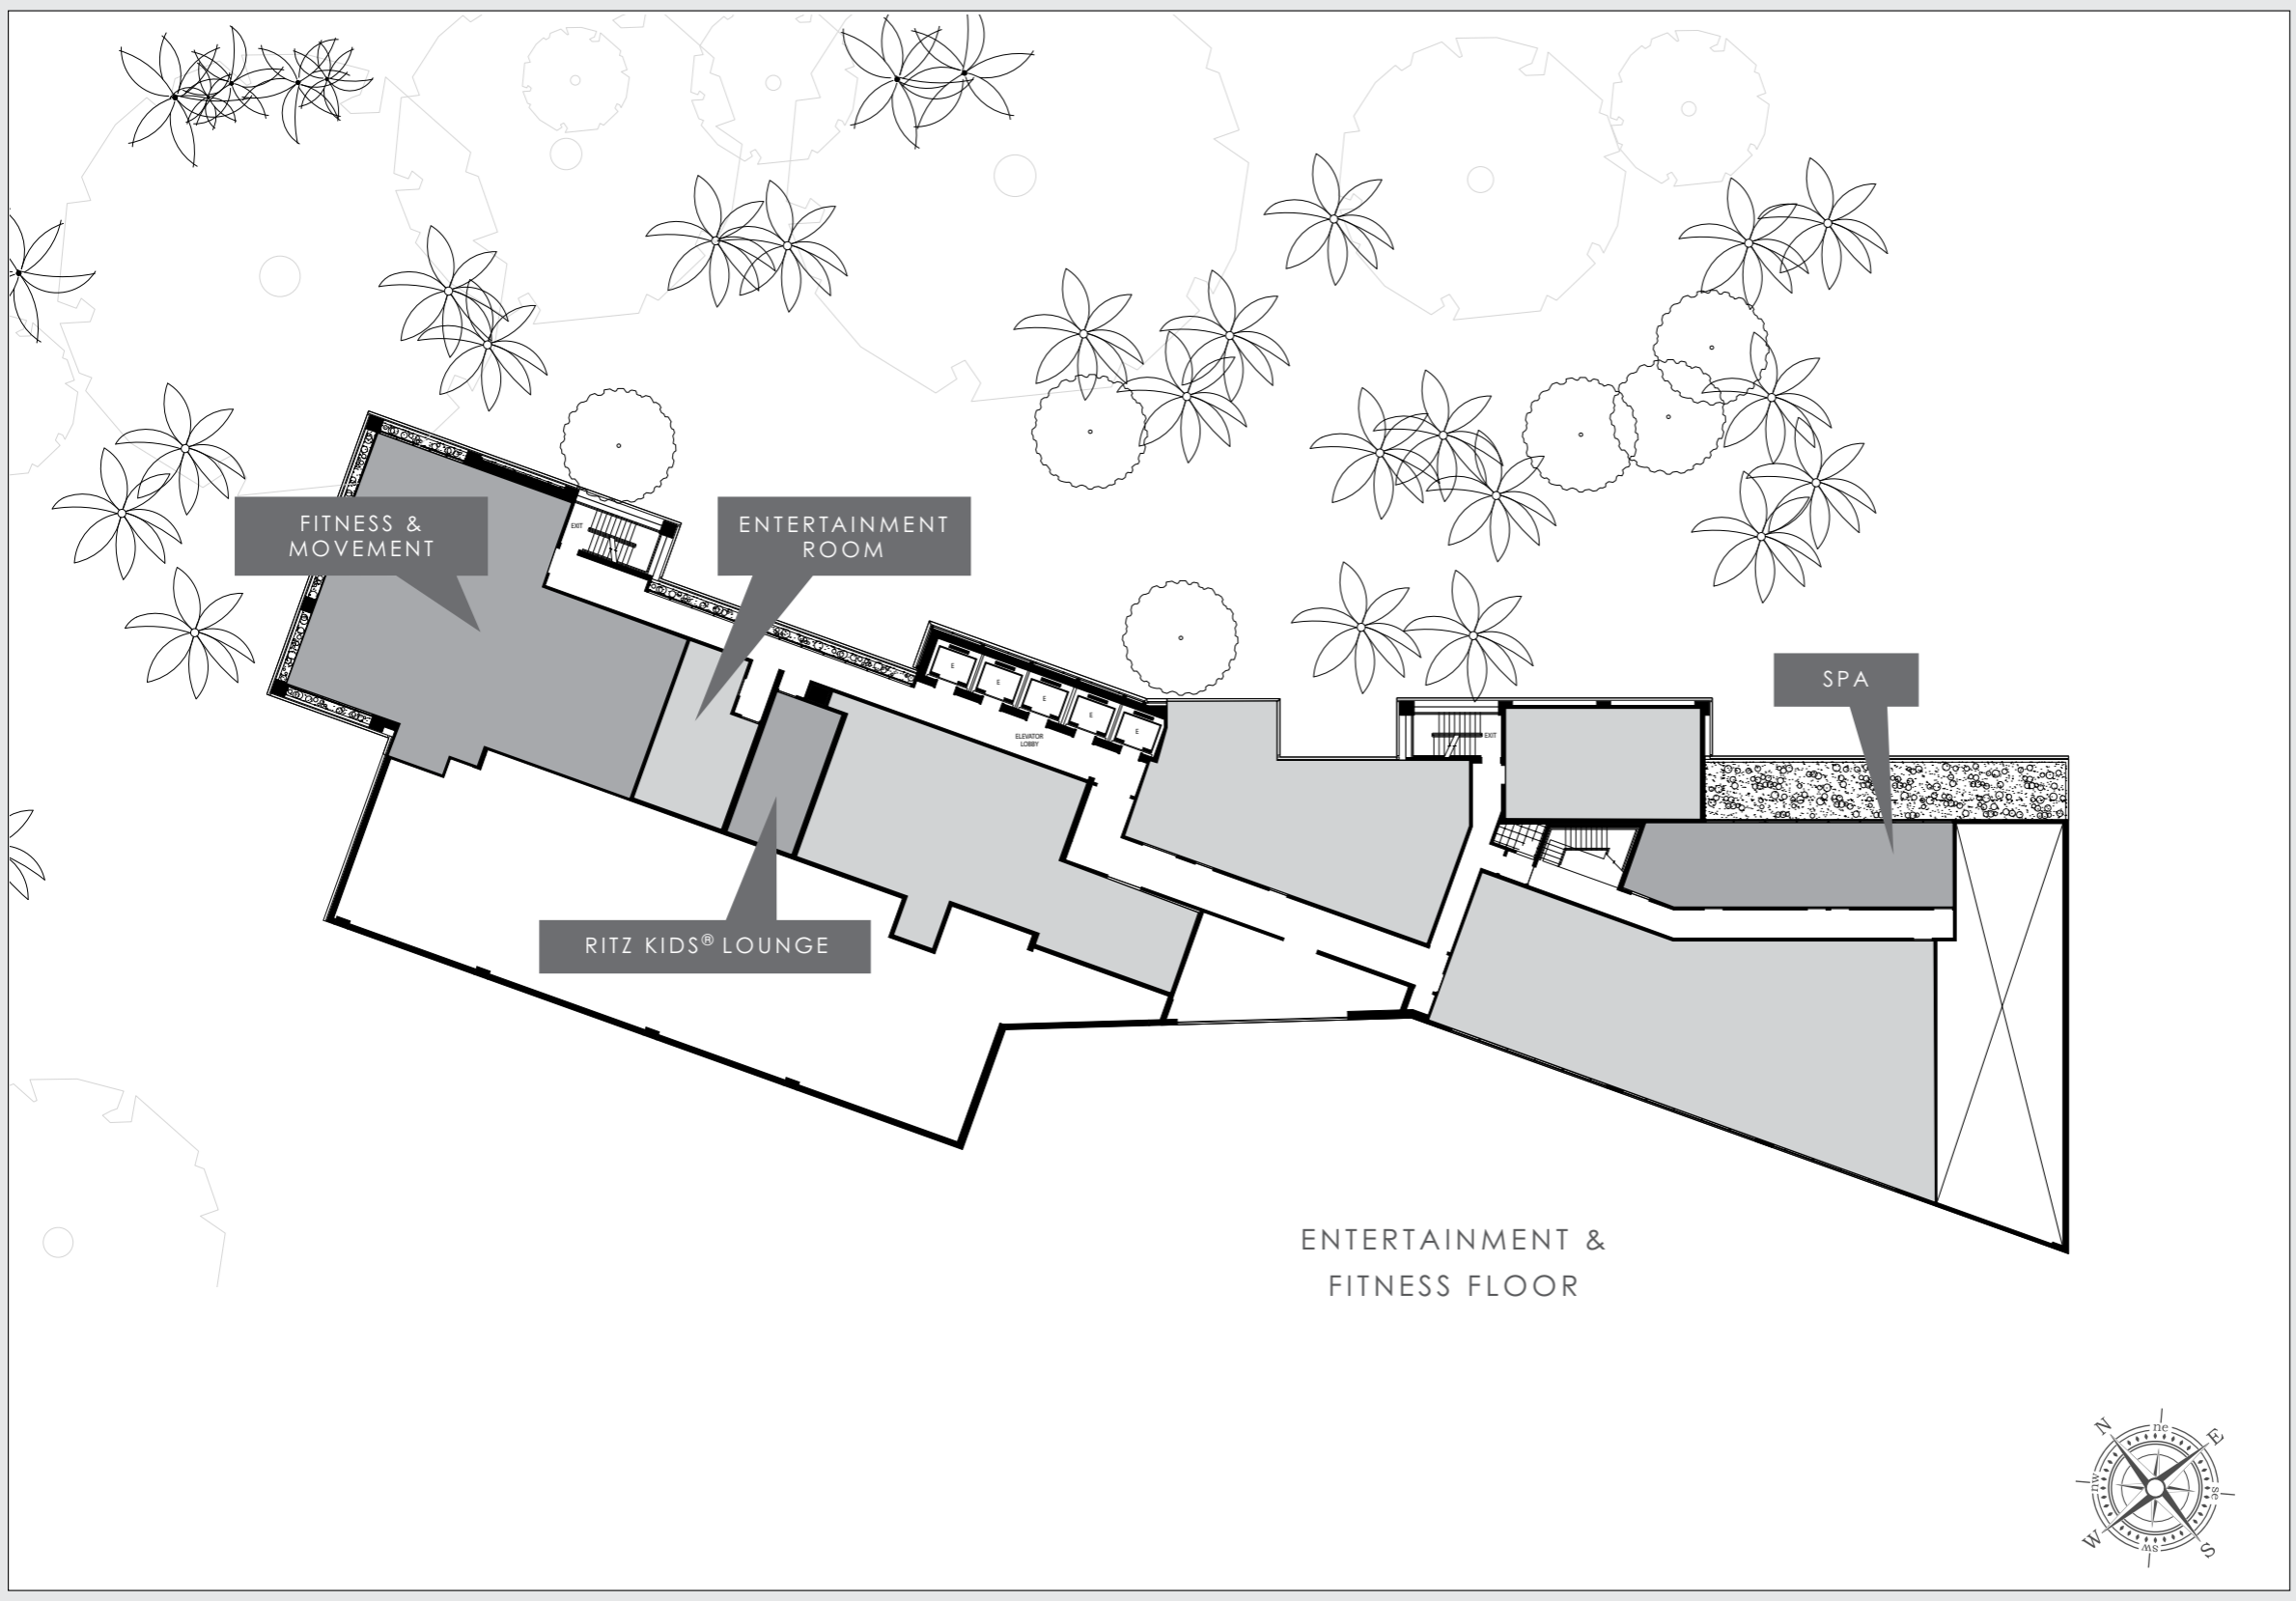 FITNESS &
MOVEMENT
EXIT
ENTERTAINMENT
ROOM
E
E
E
E
E
ELEVATOR
LOBBY
EXIT
SPA
RITZ KIDS® LOUNGE
ENTERTAINMENT &
FITNESS FLOOR
N
ne
E
nw
se
W
sw
S